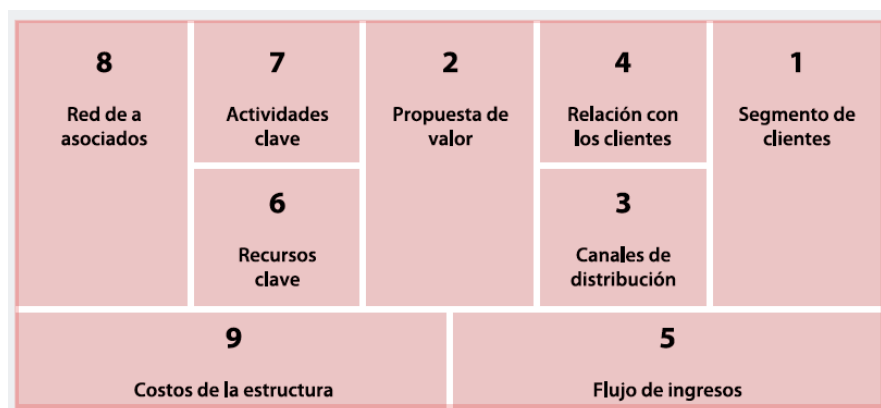 8
Red de a
asociados
7
Actividades
clave
6
Recursos
clave
2
Propuesta de
valor
4
Relación con
los clientes
3
Canales de
distribución
1
Segmento de
clientes
9
Costos de la estructura
5
Flujo de ingresos